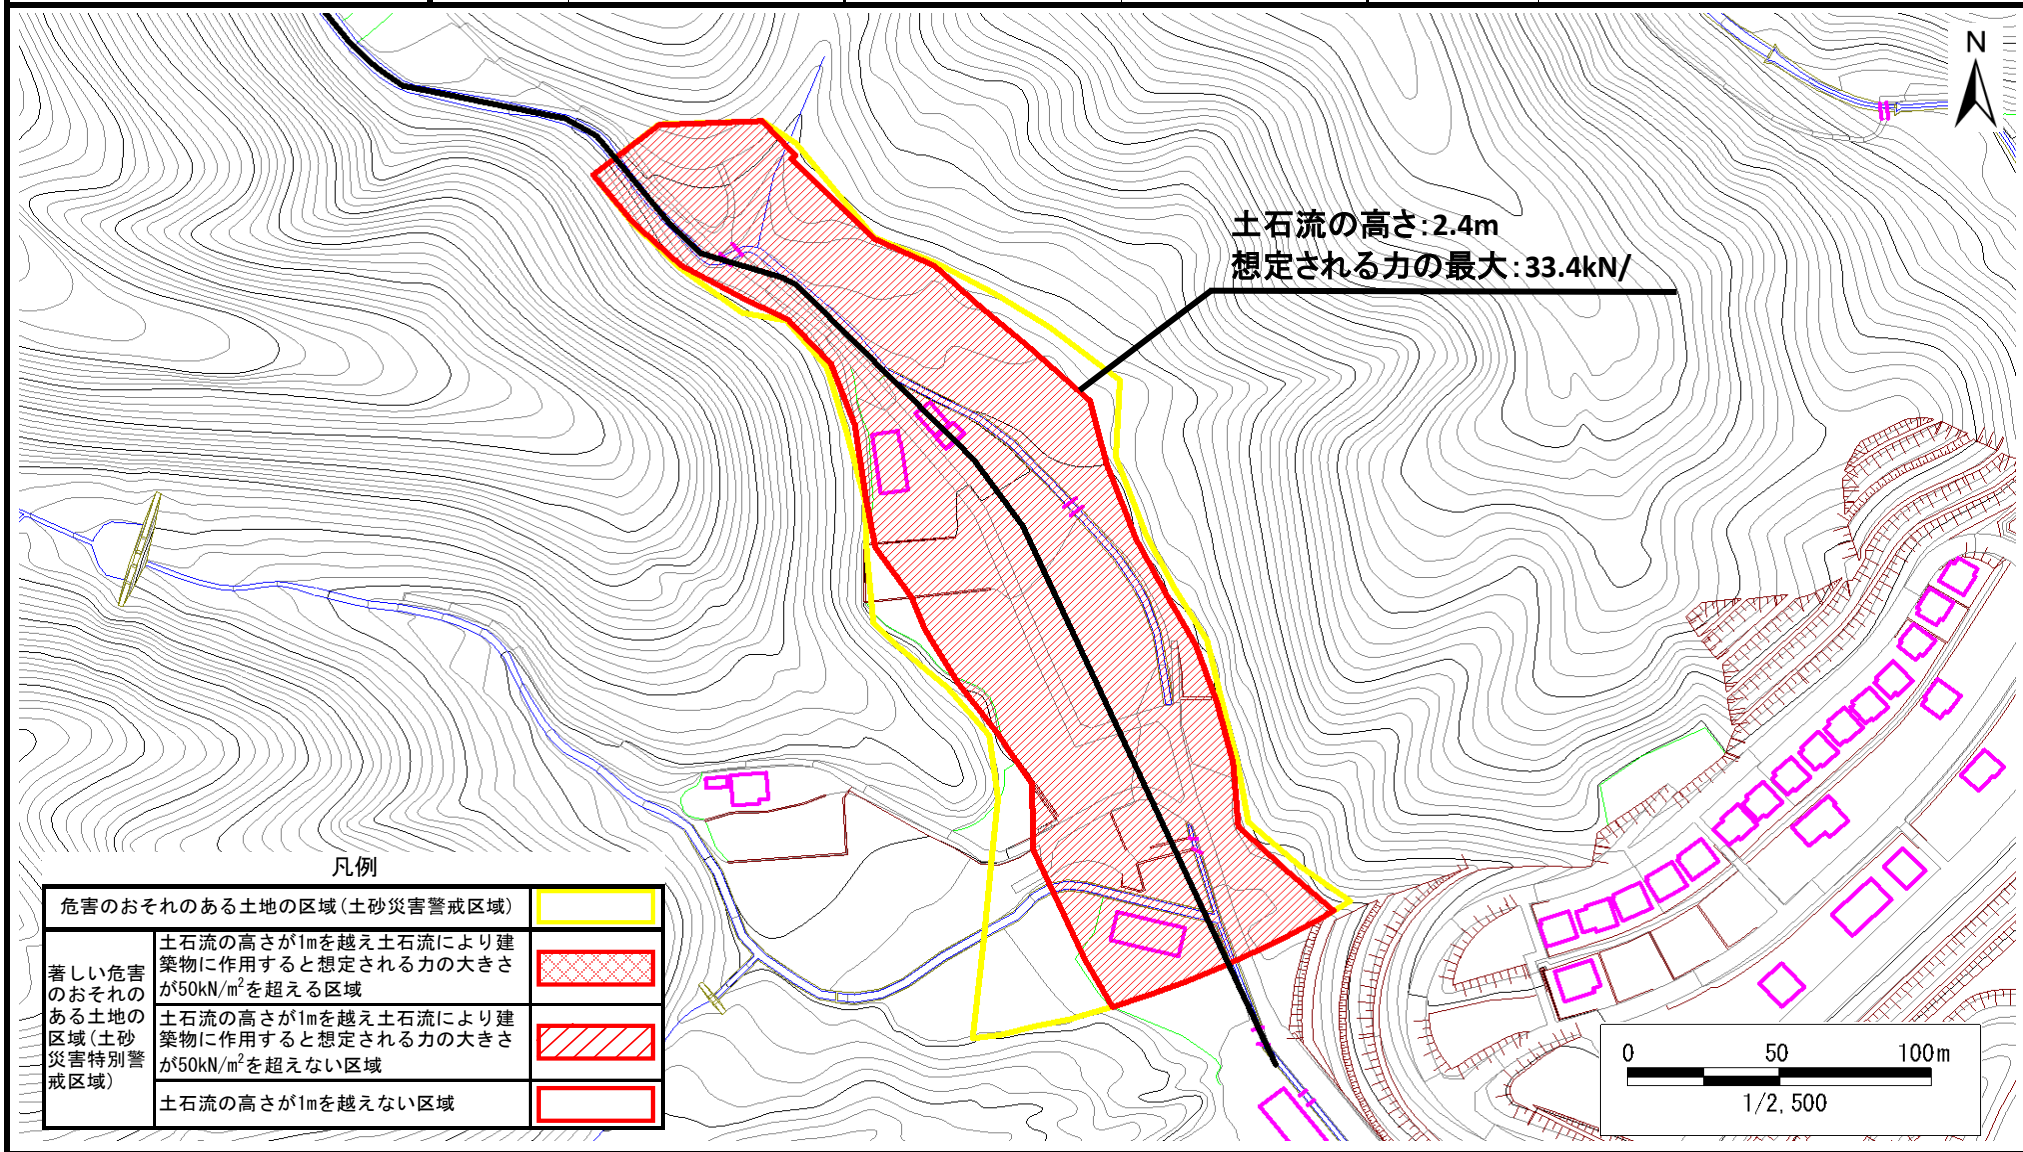 N
土石流の高さ:2.4m
想定される力の最大:33.4kN/
凡例
危害のおそれのある土地の区域(土砂災害警戒区域)
著しい危害
のおそれの
ある土地の
区域(土砂
災害特別警
戒区域)
土石流の高さが1mを越え土石流により建
築物に作用すると想定される力の大きさ
が50kN/m²を超える区域
土石流の高さが1mを越え土石流により建
築物に作用すると想定される力の大きさ
が50kN/m²を超えない区域
土石流の高さが1mを越えない区域
0 50 100m
1/2,500